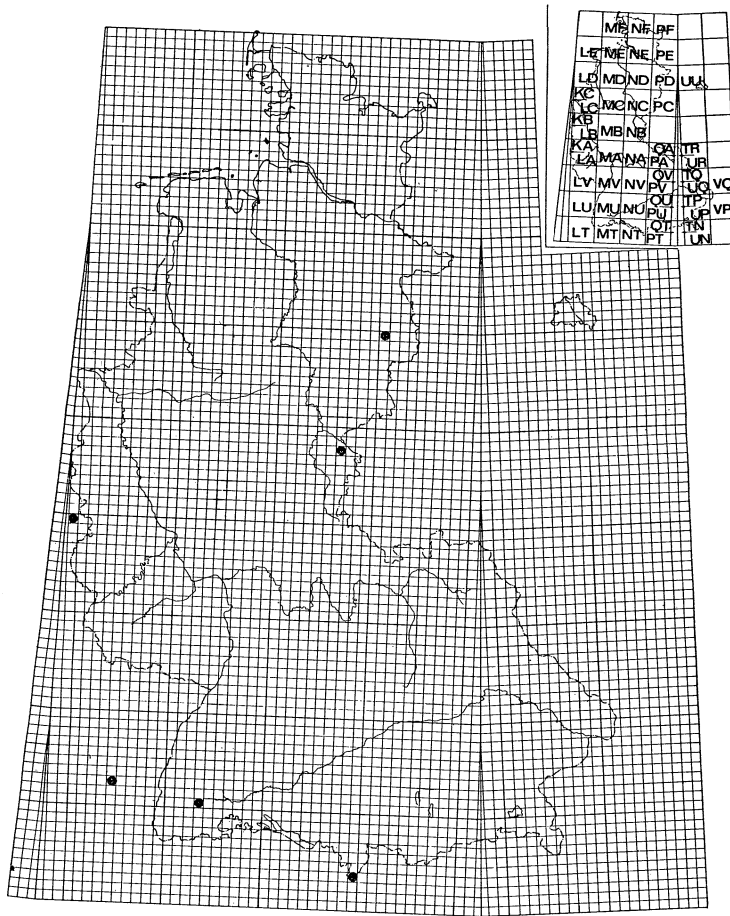 ME NF PF
LE ME NE PE
LD MD ND PD UU
KC
LC MC NC PC
KB
LB MB NB
KA QA TR
LA MA NA PA UR
QV TQ
LV MV NV PV UQ VQ
QU TP
LU MU NU PU UP VP
QT TN
LT MT NT PT UN